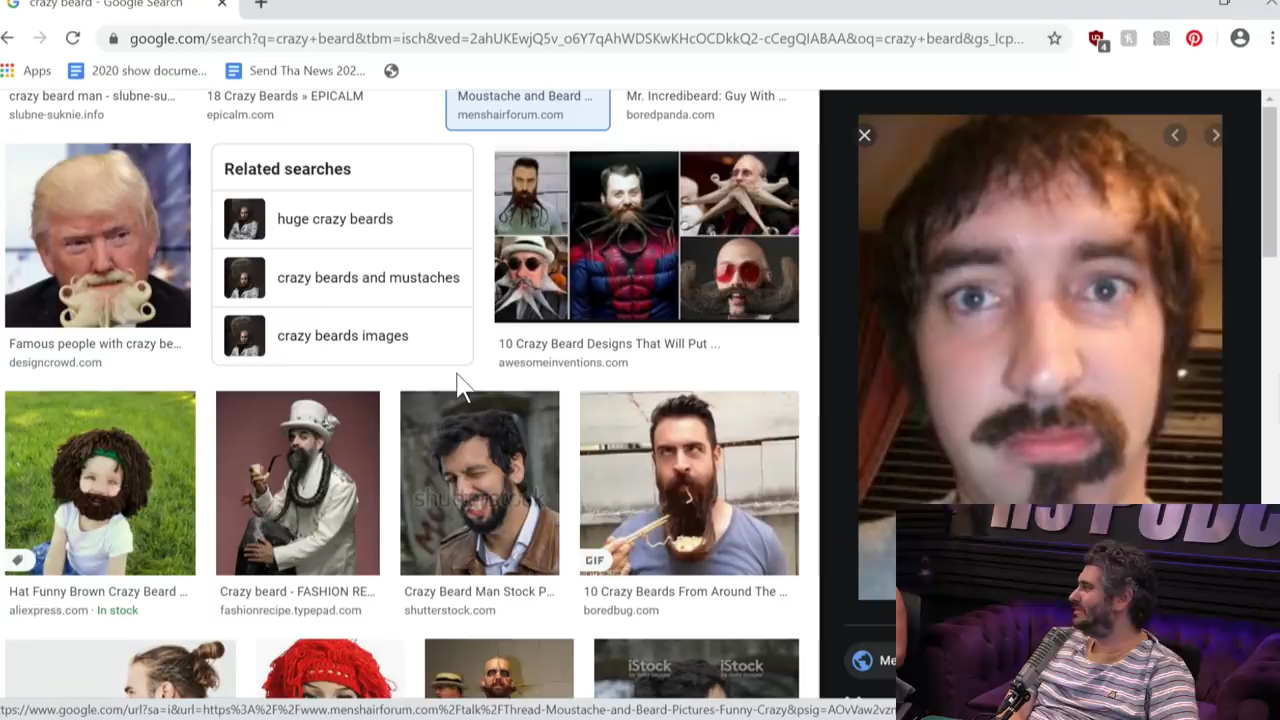 crazy beard - Google Search
google.com/search?q=crazy+beard&tbm=isch&ved=2ahUKEwjQ5v_o6Y7qAhWDSKwKHcOCDkkQ2-cCegQIABAA&oq=crazy+beard&gs_lcp...
4
Apps
2020 show docume...
Send Tha News 202...
crazy beard man - slubne-su...
18 Crazy Beards » EPICALM
Moustache and Beard ...
Mr. Incredibeard: Guy With ...
slubne-suknie.info
epicalm.com
menshairforum.com
boredpanda.com
Related searches
huge crazy beards
crazy beards and mustaches
crazy beards images
Famous people with crazy be...
designcrowd.com
10 Crazy Beard Designs That Will Put ...
awesomeinventions.com
shutterstock
GIF
Hat Funny Brown Crazy Beard ...
Crazy beard - FASHION RE...
Crazy Beard Man Stock P...
10 Crazy Beards From Around The ...
aliexpress.com · In stock
fashionrecipe.typepad.com
shutterstock.com
boredbug.com
iStock
iStock
Me
ttps://www.google.com/url?sa=i&url=https%3A%2F%2Fwww.menshairforum.com%2Ftalk%2FThread-Moustache-and-Beard-Pictures-Funny-Crazy&psig=AOvVaw2vzn